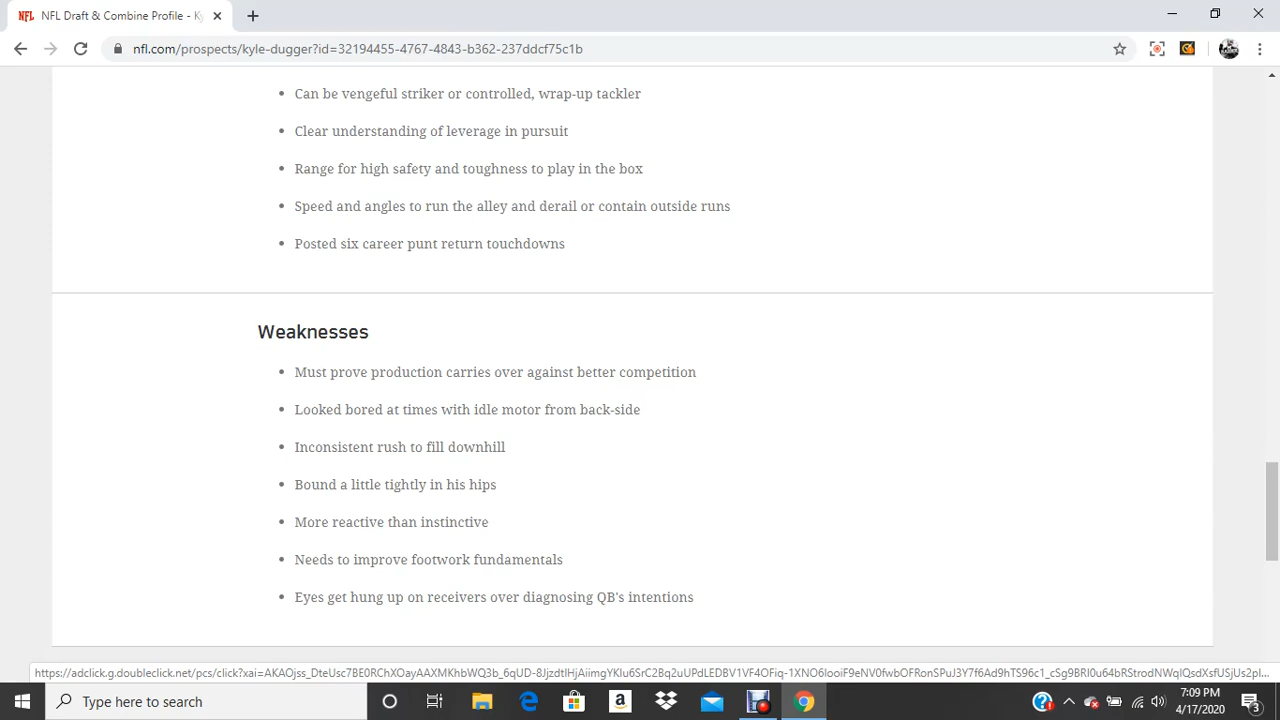 NFL Draft & Combine Profile - Ky
nfl.com/prospects/kyle-dugger?id=32194455-4767-4843-b362-237ddcf75c1b
• Can be vengeful striker or controlled, wrap-up tackler
• Clear understanding of leverage in pursuit
• Range for high safety and toughness to play in the box
• Speed and angles to run the alley and derail or contain outside runs
• Posted six career punt return touchdowns
Weaknesses
• Must prove production carries over against better competition
• Looked bored at times with idle motor from back-side
• Inconsistent rush to fill downhill
• Bound a little tightly in his hips
• More reactive than instinctive
• Needs to improve footwork fundamentals
• Eyes get hung up on receivers over diagnosing QB's intentions
Type here to search
7:09 PM
4/17/2020
3